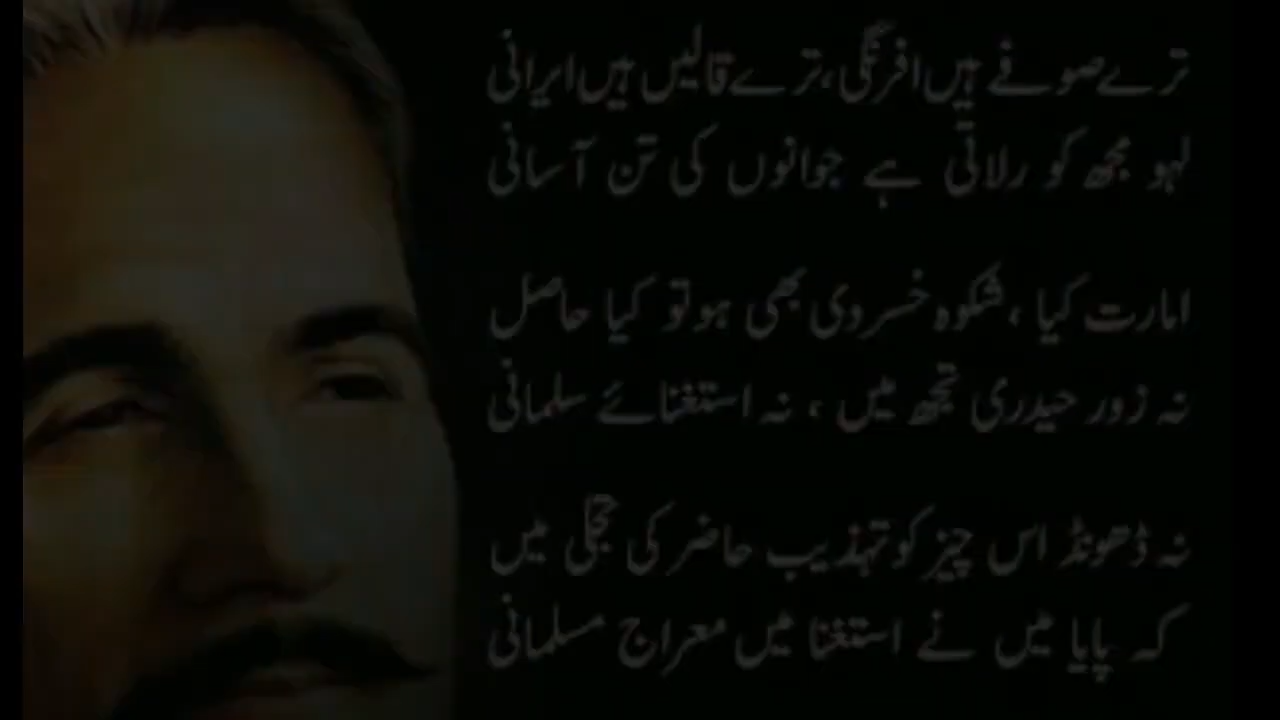 ترے صوفے ہیں افرنگی، ترے قالیں ہیں ایرانی
لہو مجھ کو رلاتی ہے جوانوں کی تن آسانی
امارت کیا، شکوہ خسروی بھی ہو تو کیا حاصل
نہ زور حیدری تجھ میں، نہ استغنائے سلمانی
نہ ڈھونڈ اس چیز کو تہذیب حاضر کی تجلی میں
کہ پایا میں نے استغنا میں معراج مسلمانی